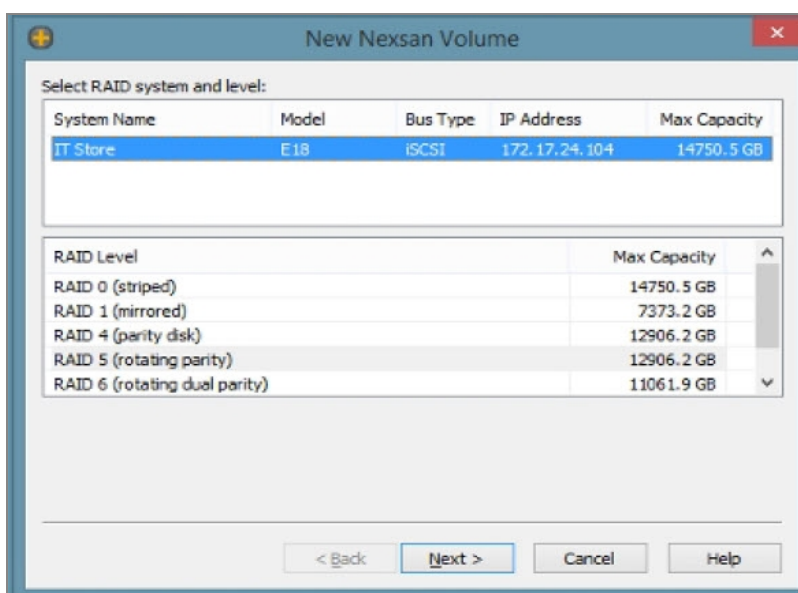 New Nexsan Volume
Select RAID system and level:
System Name Model Bus Type IP Address Max Capacity
IT Store E18 iSCSI 172.17.24.104 14750.5 GB
RAID Level Max Capacity
RAID 0 (striped) 14750.5 GB
RAID 1 (mirrored) 7373.2 GB
RAID 4 (parity disk) 12906.2 GB
RAID 5 (rotating parity) 12906.2 GB
RAID 6 (rotating dual parity) 11061.9 GB
< Back Next > Cancel Help